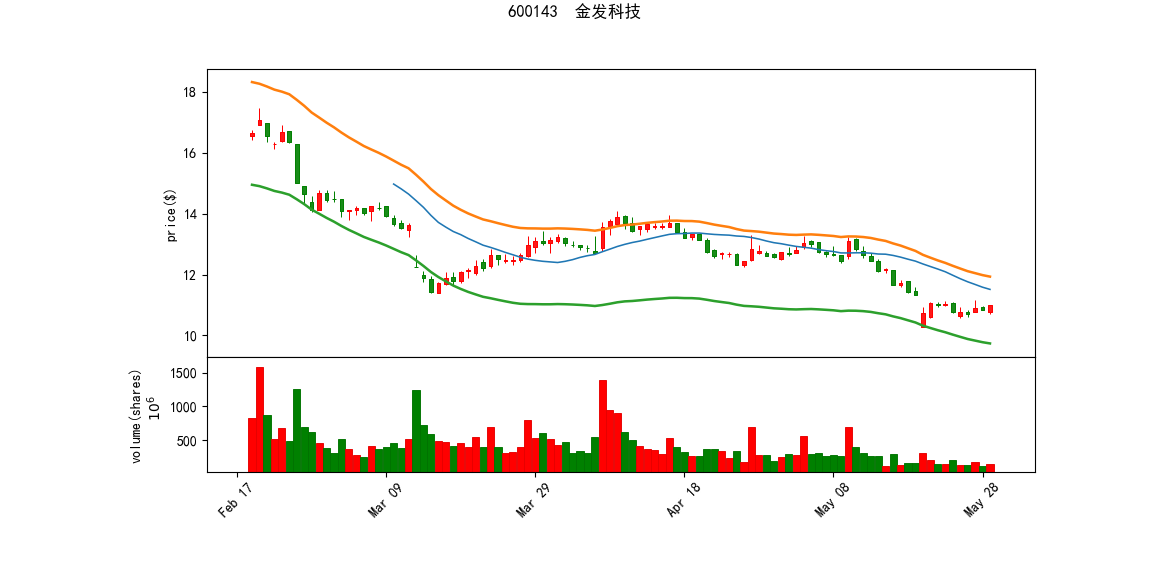 600143 金发科技
18
16
14
12
10
price($)
1500
1000
500
volume(shares)
10^6
Feb 17
Mar 09
Mar 29
Apr 18
May 08
May 28